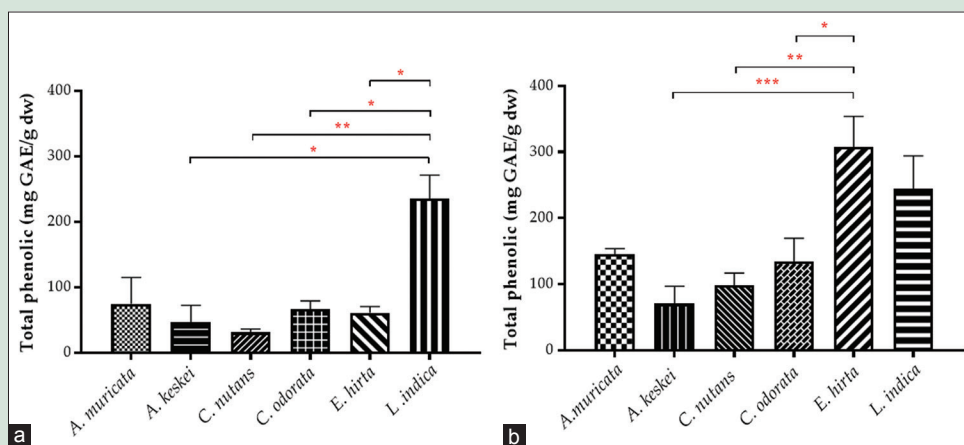 *
*
**
*
400
300
200
100
0
Total phenolic (mg GAE/g dw)
A. muricata
A. keskei
C. nutans
C. odorata
E. hirta
L. indica
a
*
**
***
400
300
200
100
0
Total phenolic (mg GAE/g dw)
A.muricata
A. keskei
C. nutans
C. odorata
E. hirta
L. indica
b